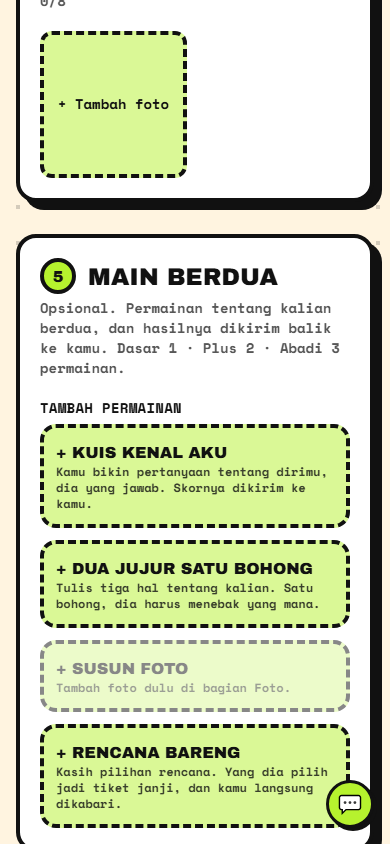 0/8
+ Tambah foto
5 MAIN BERDUA
Opsional. Permainan tentang kalian
berdua, dan hasilnya dikirim balik
ke kamu. Dasar 1 · Plus 2 · Abadi 3
permainan.
TAMBAH PERMAINAN
+ KUIS KENAL AKU
Kamu bikin pertanyaan tentang dirimu,
dia yang jawab. Skornya dikirim ke
kamu.
+ DUA JUJUR SATU BOHONG
Tulis tiga hal tentang kalian. Satu
bohong, dia harus menebak yang mana.
+ SUSUN FOTO
Tambah foto dulu di bagian Foto.
+ RENCANA BARENG
Kasih pilihan rencana. Yang dia pilih
jadi tiket janji, dan kamu langsung
dikabari.